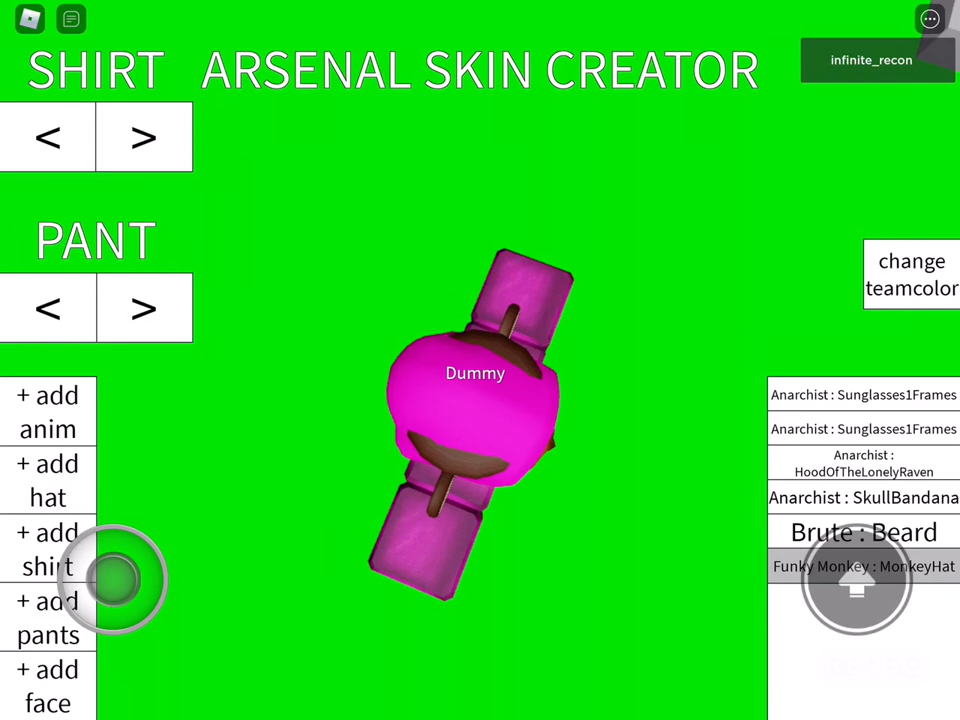 SHIRT ARSENAL SKIN CREATOR
infinite_recon
< >
PANT
< >
change
teamcolor
+ add
anim
+ add
hat
+ add
shirt
+ add
pants
+ add
face
Dummy
Anarchist : Sunglasses1Frames
Anarchist : Sunglasses1Frames
Anarchist :
HoodOfTheLonelyRaven
Anarchist : SkullBandana
Brute : Beard
Funky Monkey : MonkeyHat